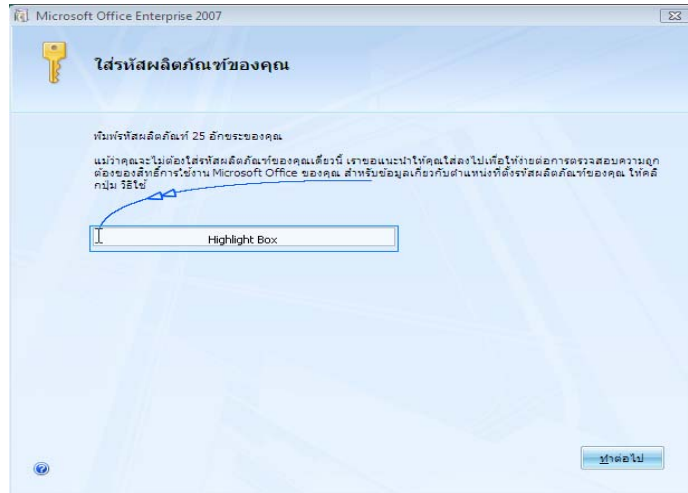 Microsoft Office Enterprise 2007
ใส่รหัสผลิตภัณฑ์ของคุณ
พิมพ์รหัสผลิตภัณฑ์ 25 อักขระของคุณ
แม้ว่าคุณจะไม่ต้องใส่รหัสผลิตภัณฑ์ของคุณเดี๋ยวนี้ เราขอแนะนำให้คุณใส่ลงไปเพื่อให้ง่ายต่อการตรวจสอบความถูก
ต้องของสิทธิ์การใช้งาน Microsoft Office ของคุณ สำหรับข้อมูลเกี่ยวกับตำแหน่งที่ตั้งรหัสผลิตภัณฑ์ของคุณ ให้คลิ
กปุ่ม วิธีใช้
Highlight Box
ทำต่อไป